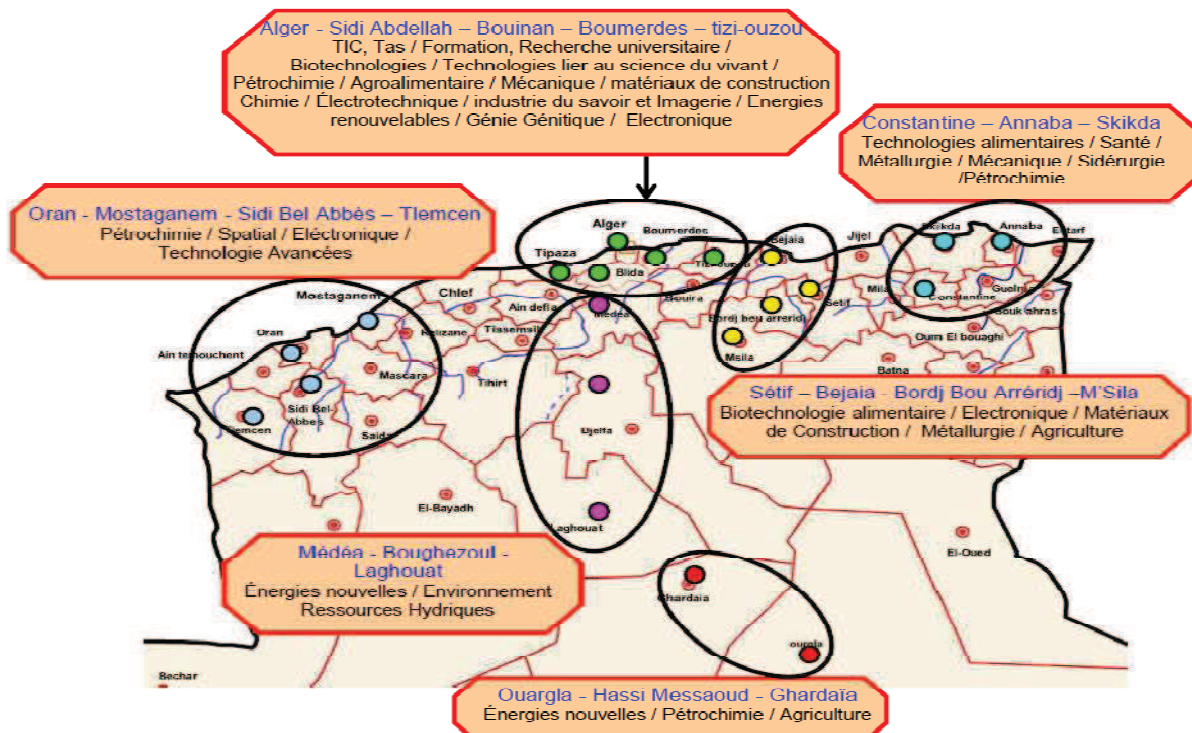 Alger - Sidi Abdellah – Bouinan – Boumerdes – tizi-ouzou
TIC, Tas / Formation, Recherche universitaire /
Biotechnologies / Technologies lier au science du vivant /
Pétrochimie / Agroalimentaire / Mécanique / matériaux de construction
Chimie / Électrotechnique / industrie du savoir et Imagerie / Energies
renouvelables / Génie Génitique / Electronique
Constantine – Annaba – Skikda
Technologies alimentaires / Santé /
Métallurgie / Mécanique / Sidérurgie
/Pétrochimie
Oran - Mostaganem - Sidi Bel Abbès – Tlemcen
Pétrochimie / Spatial / Eléctronique /
Technologie Avancées
Alger
Boumerdes
Tipaza
Blida
Bejaia
Jijel
Skikda
Annaba
El tarf
Mostaganem
Chlef
Ain defla
Médéa
Bouira
Bordj bou arreridj
Sétif
Mila
Constantine
Guelma
Souk ahras
Oran
Relizane
Tissemsilt
Msila
Oum El bouaghi
Ain temouchent
Mascara
Tihirt
Batna
Sidi Bel-
Abbes
Tlemcen
Saida
Djelfa
Sétif – Bejaia - Bordj Bou Arréridj –M'Sila
Biotechnologie alimentaire / Electronique / Matériaux
de Construction / Métallurgie / Agriculture
El-Bayadh
Laghouat
El-Oued
Médéa - Boughezoul -
Laghouat
Énergies nouvelles / Environnement
Ressources Hydriques
Ghardaia
ourgla
Bechar
Ouargla - Hassi Messaoud - Ghardaïa
Énergies nouvelles / Pétrochimie / Agriculture